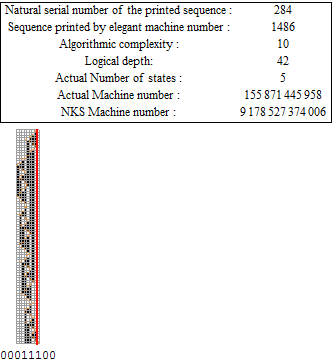 Natural serial number of the printed sequence : 284
Sequence printed by elegant machine number : 1486
Algorithmic complexity : 10
Logical depth: 42
Actual Number of states : 5
Actual Machine number : 155 871 445 958
NKS Machine number : 9 178 527 374 006
00011100